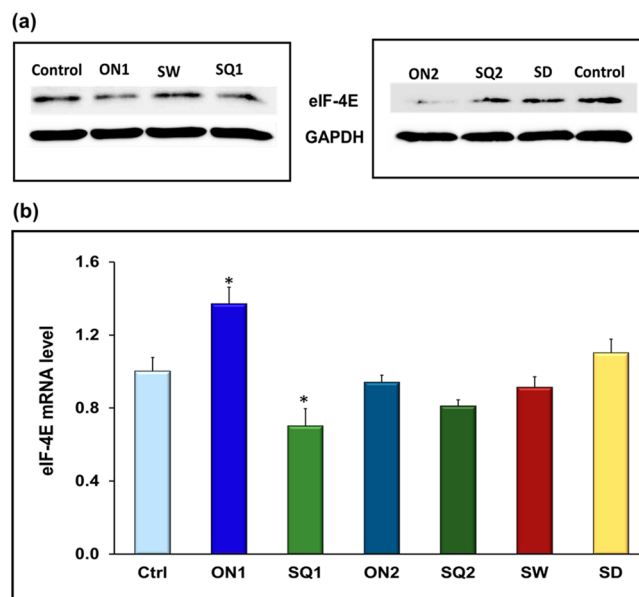 (a)
Control ON1 SW SQ1
ON2 SQ2 SD Control
eIF-4E
GAPDH
(b)
eIF-4E mRNA level
1.6
1.2
0.8
0.4
0.0
*
*
Ctrl ON1 SQ1 ON2 SQ2 SW SD